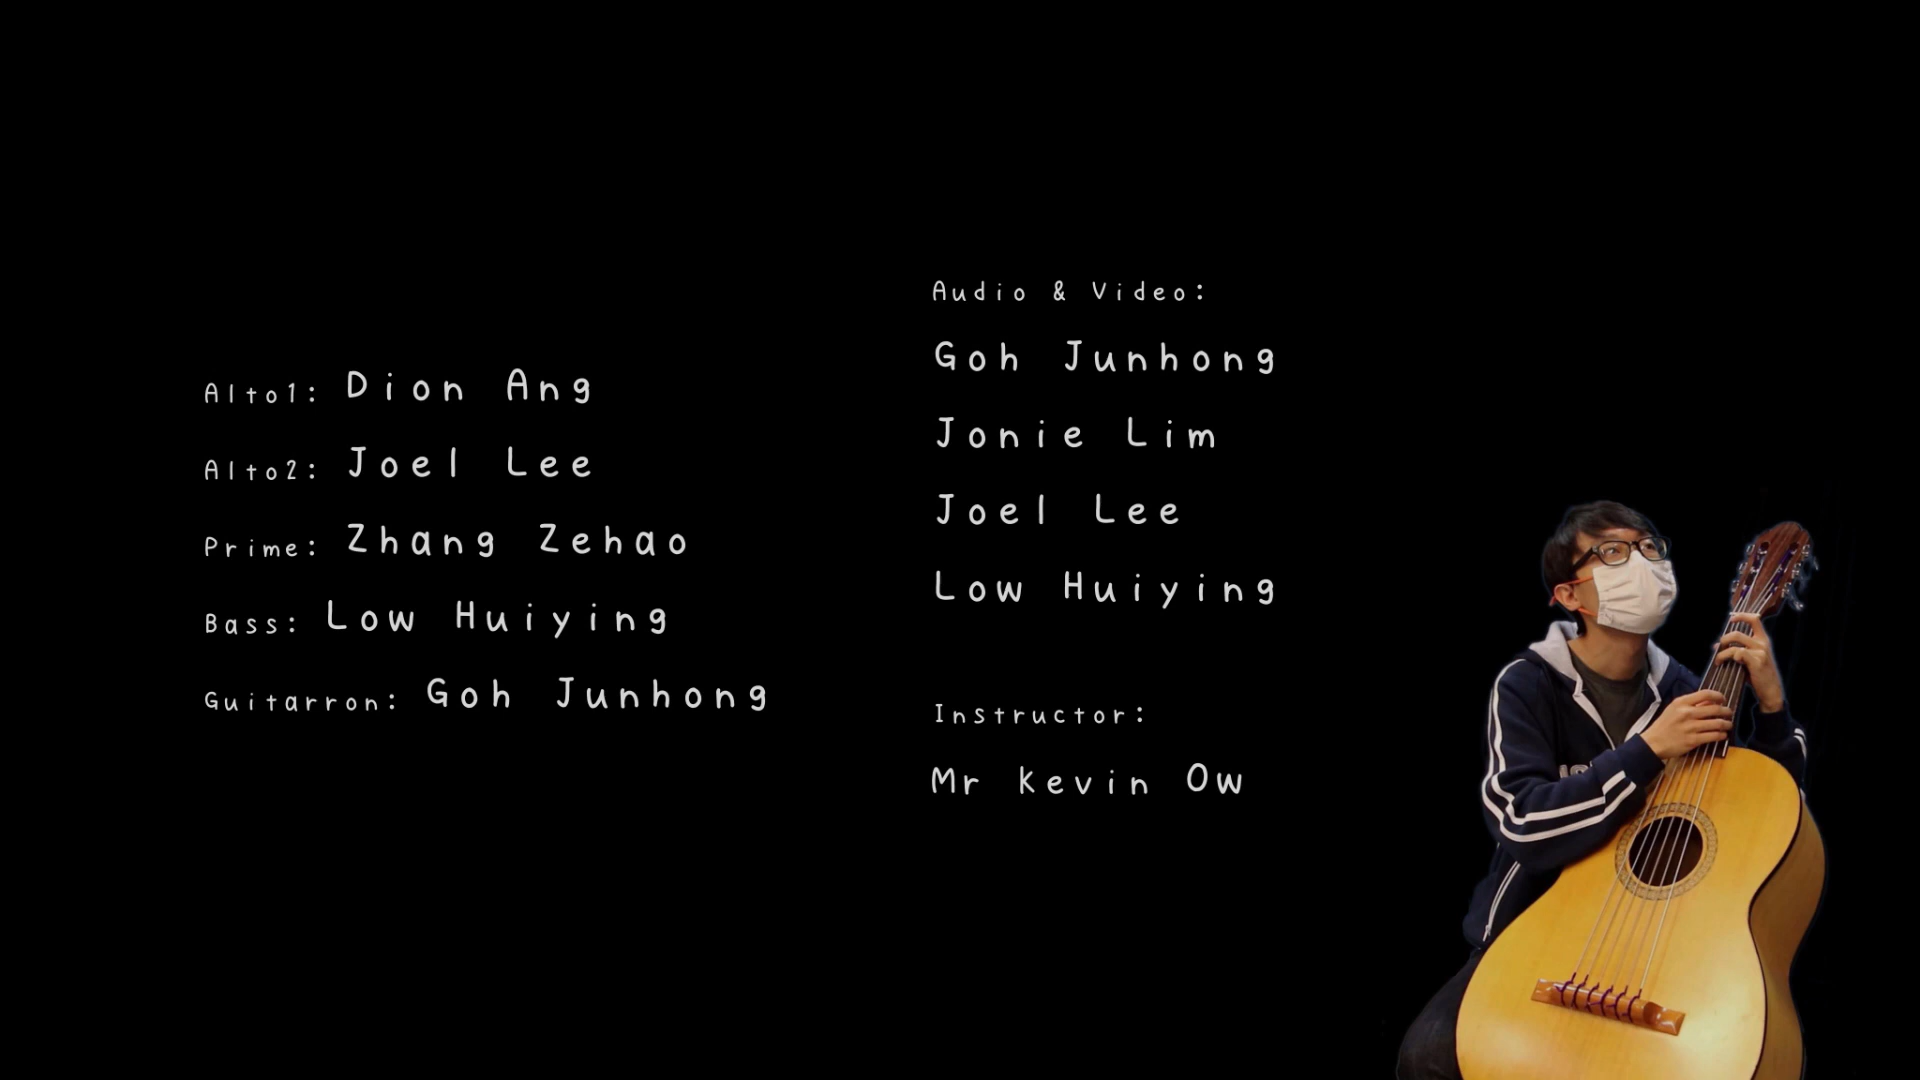 Alto1: Dion Ang
Alto2: Joel Lee
Prime: Zhang Zehao
Bass: Low Huiying
Guitarron: Goh Junhong
Audio & Video:
Goh Junhong
Jonie Lim
Joel Lee
Low Huiying
Instructor:
Mr Kevin Ow